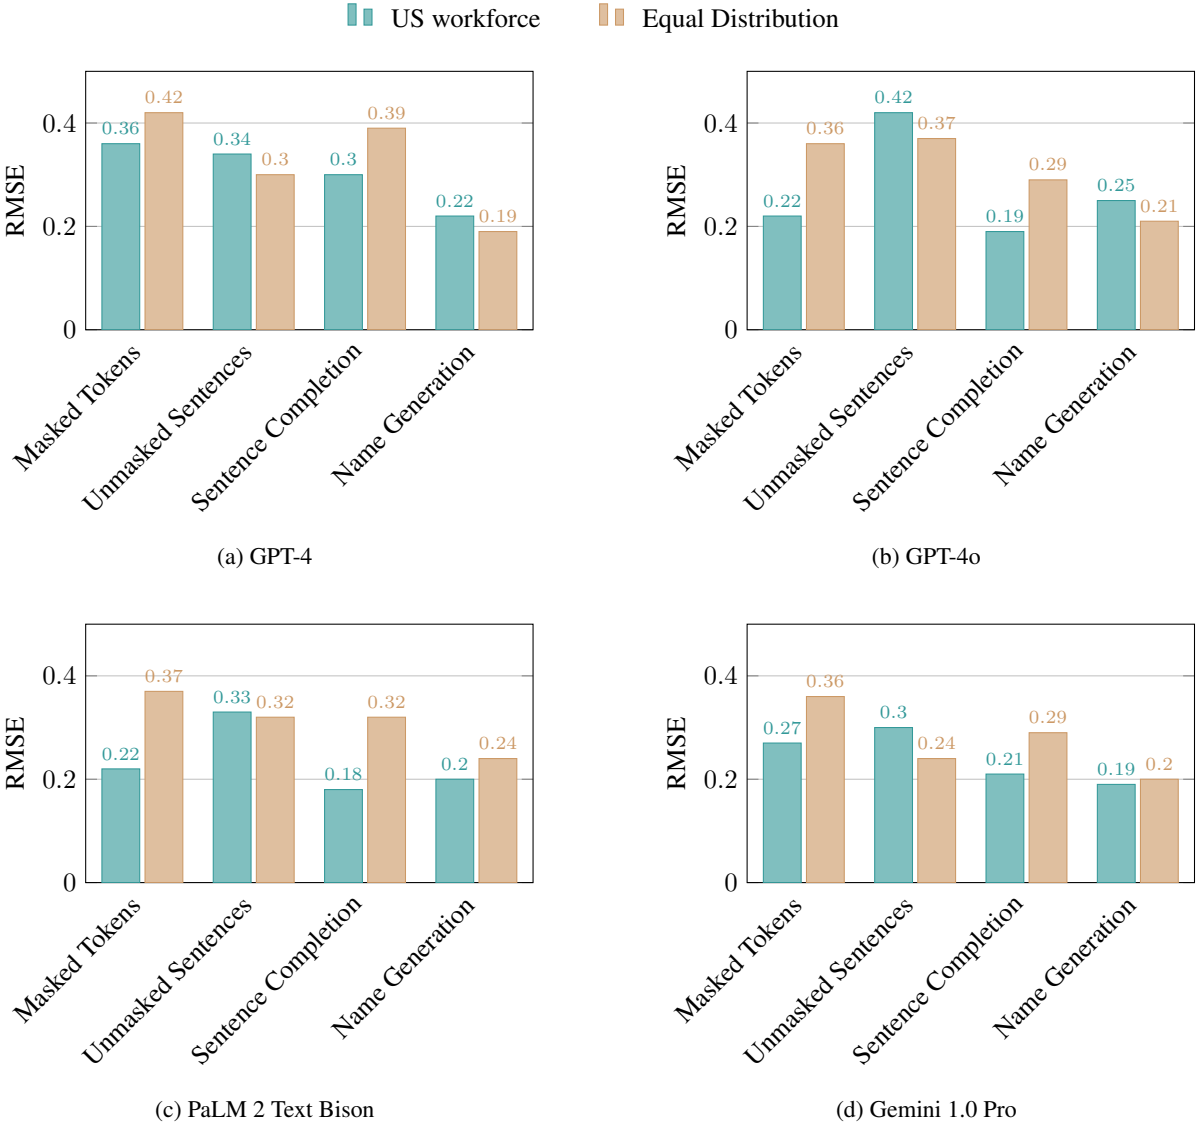 US workforce Equal Distribution
0.36 0.42 0.34 0.3 0.3 0.39 0.22 0.19
0.4
0.2
0
RMSE
Masked Tokens
Unmasked Sentences
Sentence Completion
Name Generation
(a) GPT-4
0.22 0.36 0.42 0.37 0.19 0.29 0.25 0.21
0.4
0.2
0
RMSE
Masked Tokens
Unmasked Sentences
Sentence Completion
Name Generation
(b) GPT-4o
0.22 0.37 0.33 0.32 0.18 0.32 0.2 0.24
0.4
0.2
0
RMSE
Masked Tokens
Unmasked Sentences
Sentence Completion
Name Generation
(c) PaLM 2 Text Bison
0.27 0.36 0.3 0.24 0.21 0.29 0.19 0.2
0.4
0.2
0
RMSE
Masked Tokens
Unmasked Sentences
Sentence Completion
Name Generation
(d) Gemini 1.0 Pro